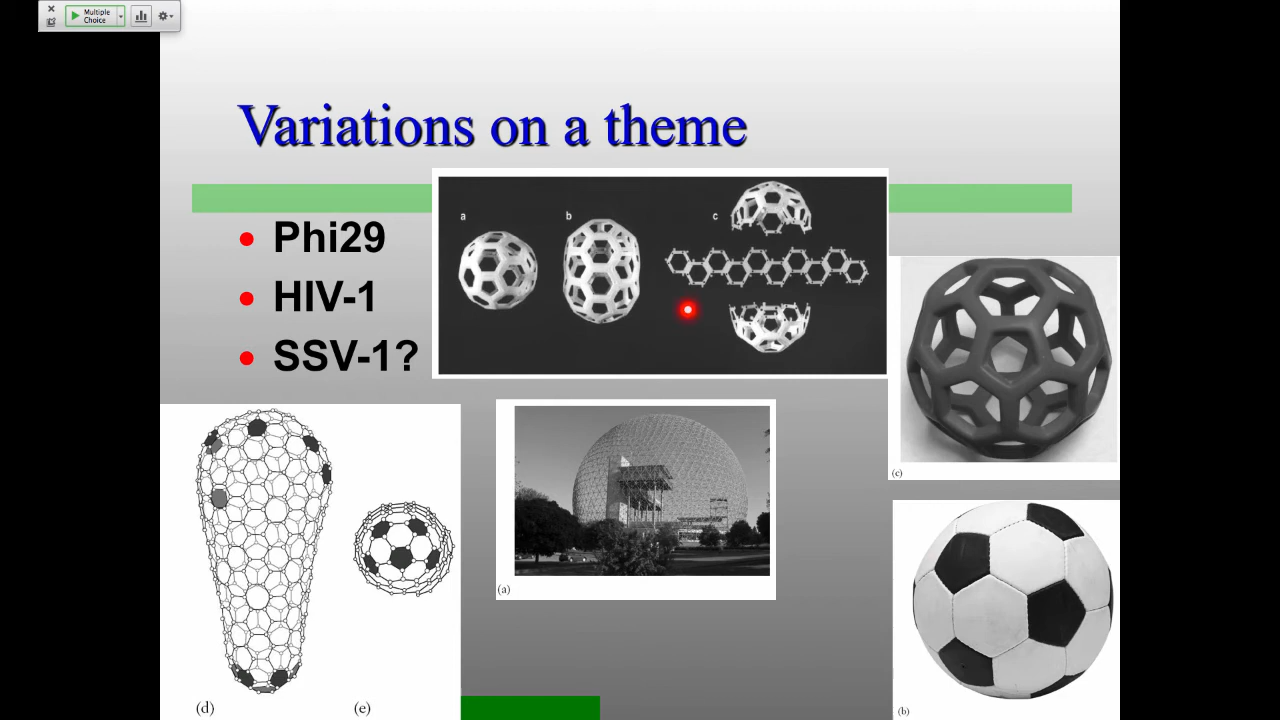 Multiple
Choice
Variations on a theme
Phi29
HIV-1
SSV-1?
a
b
c
(c)
(a)
(d)
(e)
(b)